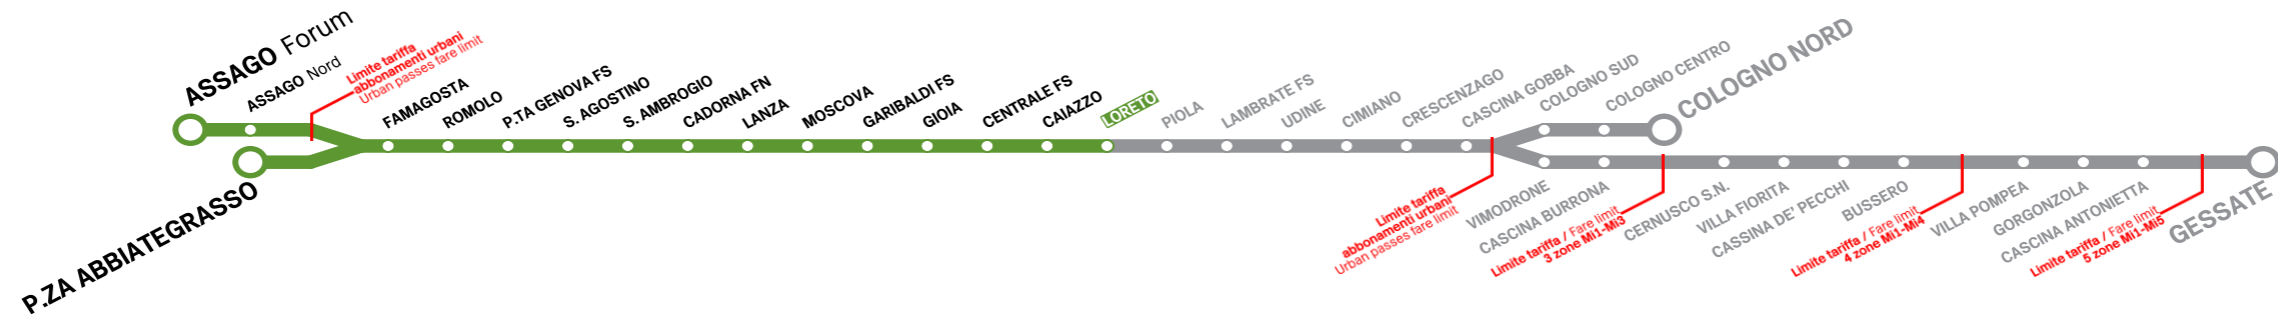 ASSAGO Forum
ASSAGO Nord
Limite tariffa
abbonamenti urbani
Urban passes fare limit
P.ZA ABBIATEGRASSO
FAMAGOSTA
ROMOLO
P.TA GENOVA FS
S. AGOSTINO
S. AMBROGIO
CADORNA FN
LANZA
MOSCOVA
GARIBALDI FS
GIOIA
CENTRALE FS
CAIAZZO
LORETO
PIOLA
LAMBRATE FS
UDINE
CIMIANO
CRESCENZAGO
CASCINA GOBBA
COLOGNO SUD
COLOGNO CENTRO
COLOGNO NORD
Limite tariffa
abbonamenti urbani
Urban passes fare limit
VIMODRONE
CASCINA BURRONA
Limite tariffa / Fare limit
3 zone Mi1-Mi3
CERNUSCO S.N.
VILLA FIORITA
CASSINA DE' PECCHI
BUSSERO
Limite tariffa / Fare limit
4 zone Mi1-Mi4
VILLA POMPEA
GORGONZOLA
CASCINA ANTONIETTA
Limite tariffa / Fare limit
5 zone Mi1-Mi5
GESSATE